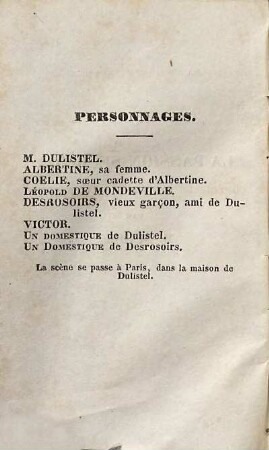 PERSONNAGES.
M. DULISTEL.
ALBERTINE, sa femme.
COELIE, sœur cadette d'Albertine.
Léopold DE MONDEVILLE.
DESROSOIRS, vieux garçon, ami de Du-
listel.
VICTOR.
Un domestique de Dulistel.
Un Domestique de Desrosoirs.
La scène se passe à Paris, dans la maison de
Dulistel.